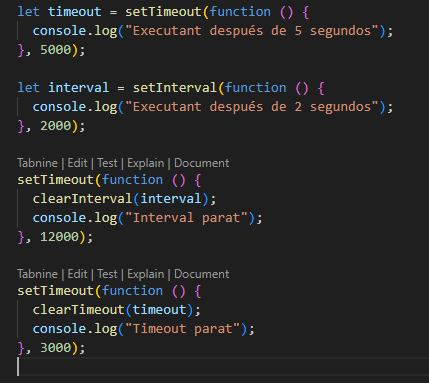 let timeout = setTimeout(function () {
  console.log("Executant después de 5 segundos");
}, 5000);
let interval = setInterval(function () {
  console.log("Executant después de 2 segundos");
}, 2000);
Tabnine | Edit | Test | Explain | Document
setTimeout(function () {
  clearInterval(interval);
  console.log("Interval parat");
}, 12000);
Tabnine | Edit | Test | Explain | Document
setTimeout(function () {
  clearTimeout(timeout);
  console.log("Timeout parat");
}, 3000);